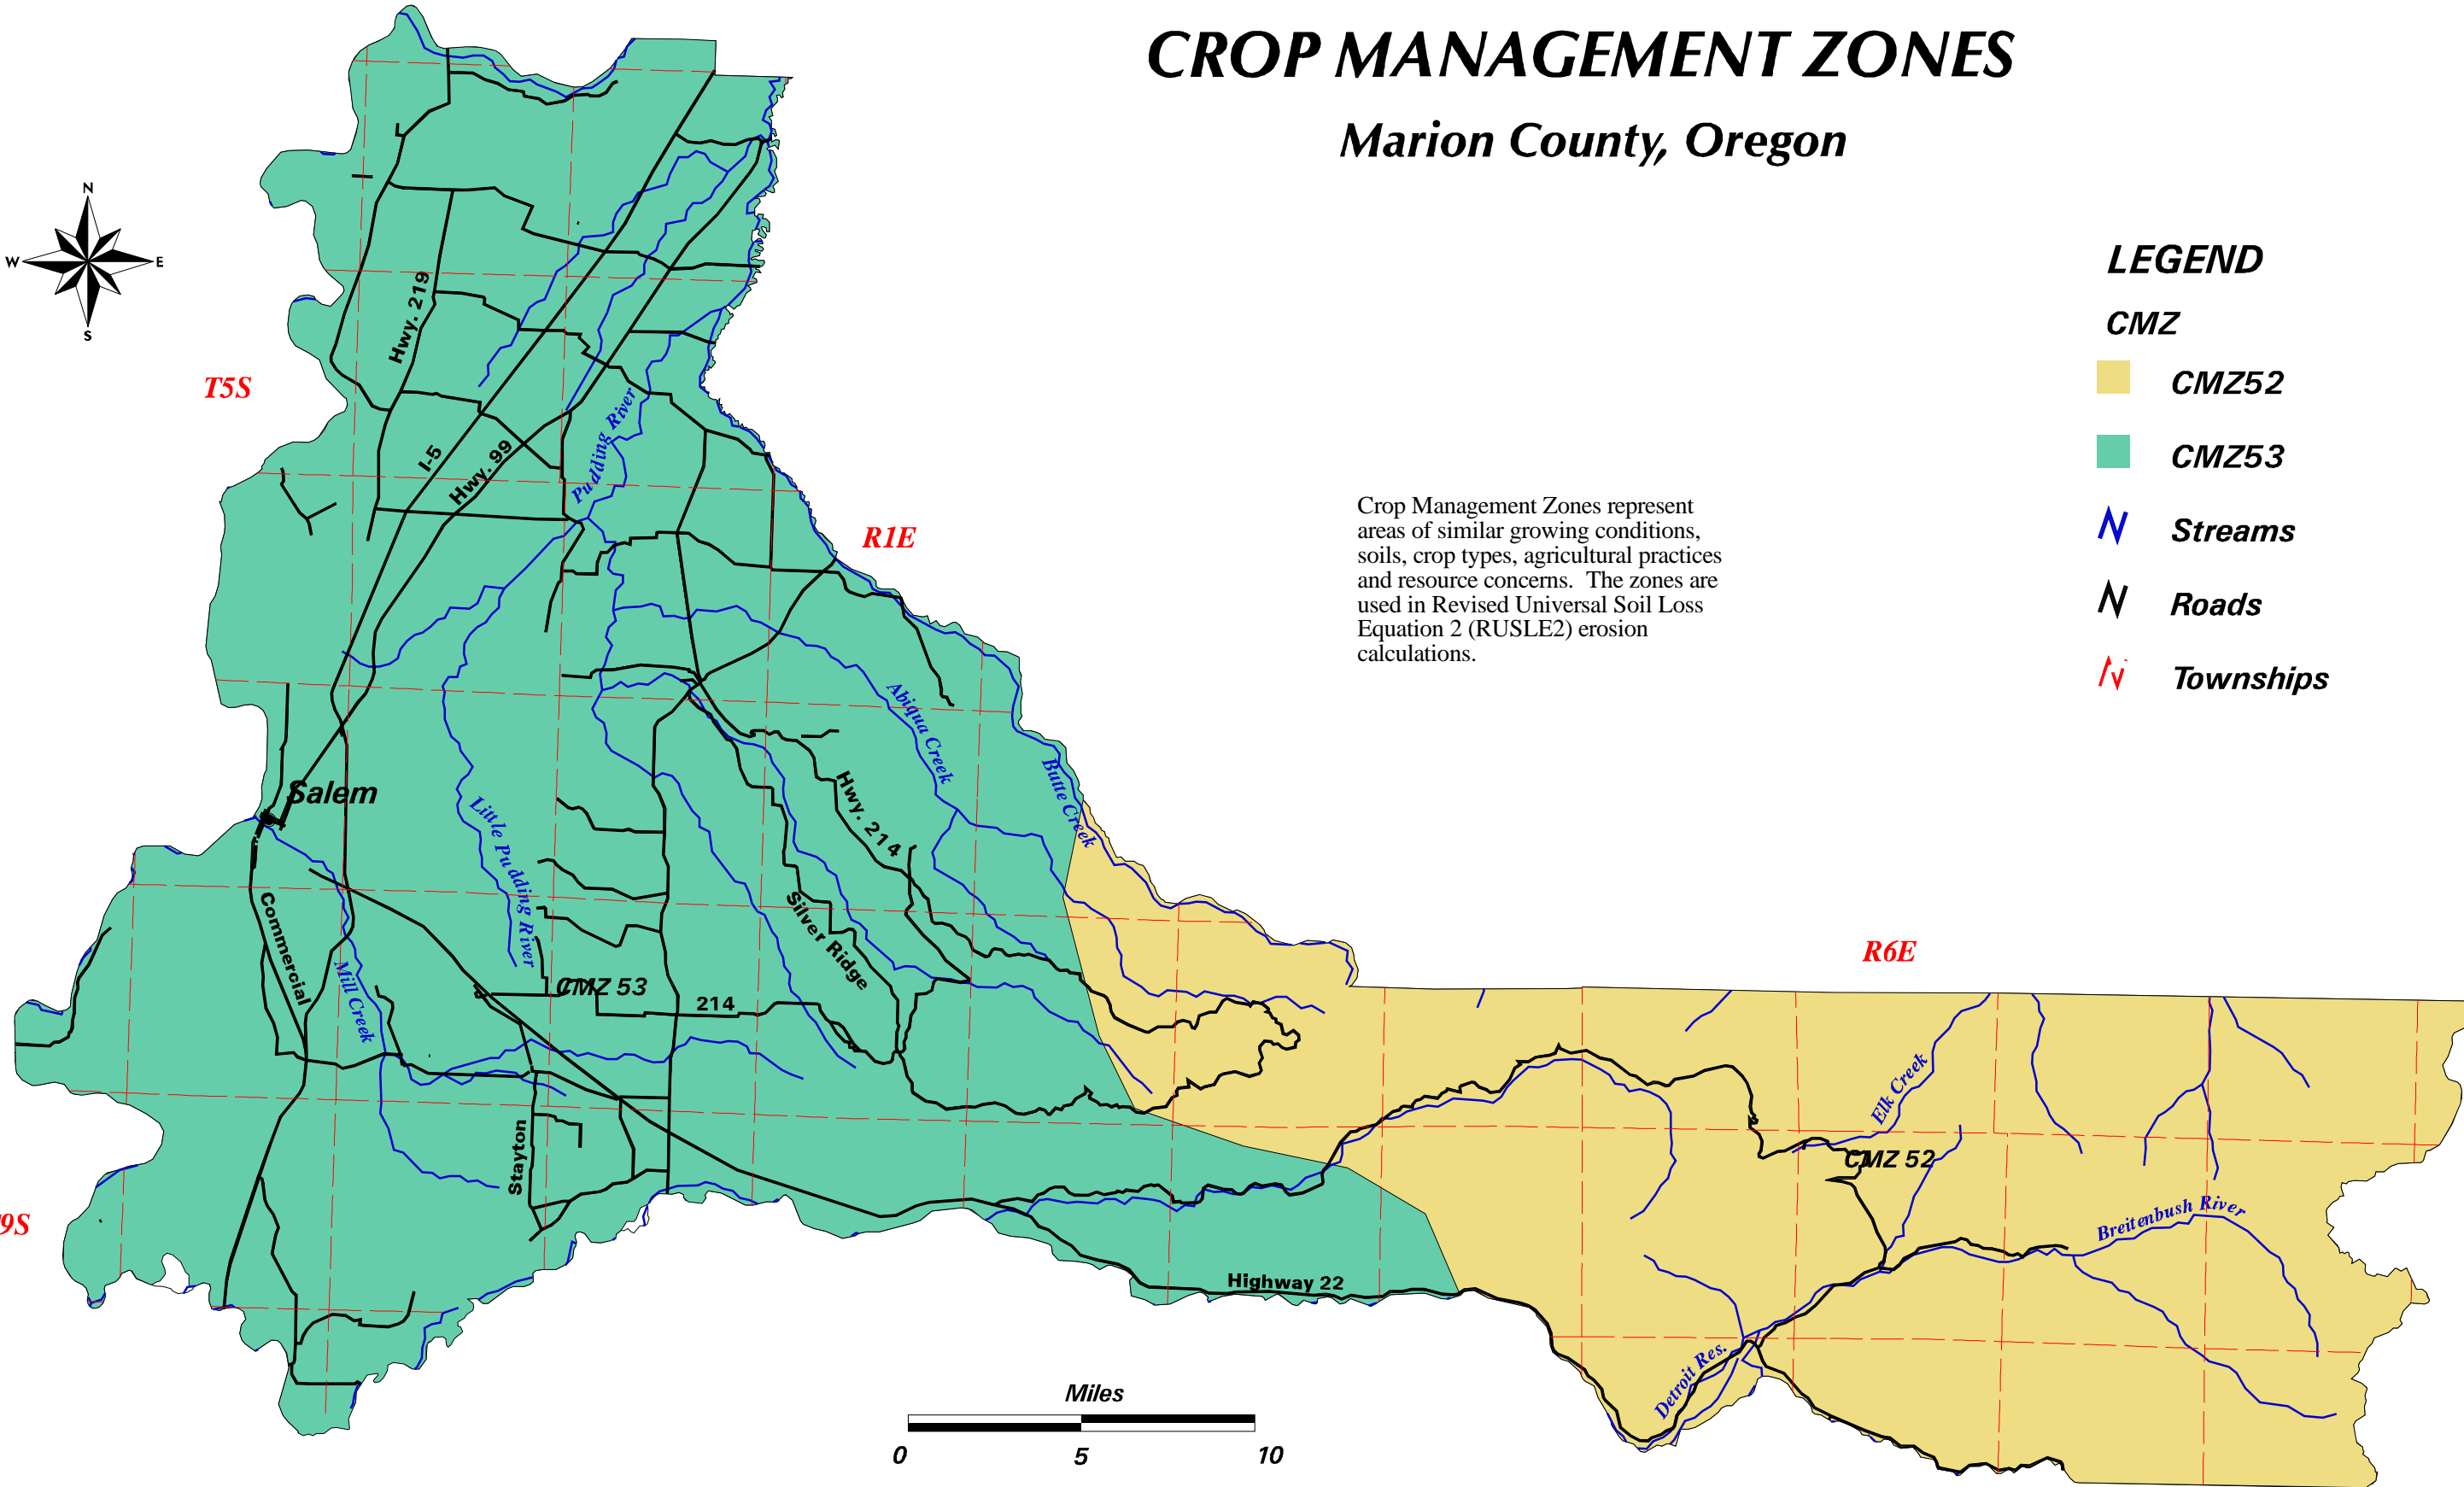 CROP MANAGEMENT ZONES
Marion County, Oregon
N
W
E
S
LEGEND
CMZ
CMZ52
CMZ53
Streams
Roads
Townships
Crop Management Zones represent
areas of similar growing conditions,
soils, crop types, agricultural practices
and resource concerns. The zones are
used in Revised Universal Soil Loss
Equation 2 (RUSLE2) erosion
calculations.
T5S
Hwy. 219
I-5
Hwy. 99
Pudding River
R1E
Abiqua Creek
Butte Creek
Salem
Little Pudding River
Hwy. 214
Silver Ridge
Commercial
Mill Creek
CMZ 53
214
R6E
Elk Creek
CMZ 52
Stayton
9S
Breitenbush River
Highway 22
Detroit Res.
Miles
0
5
10